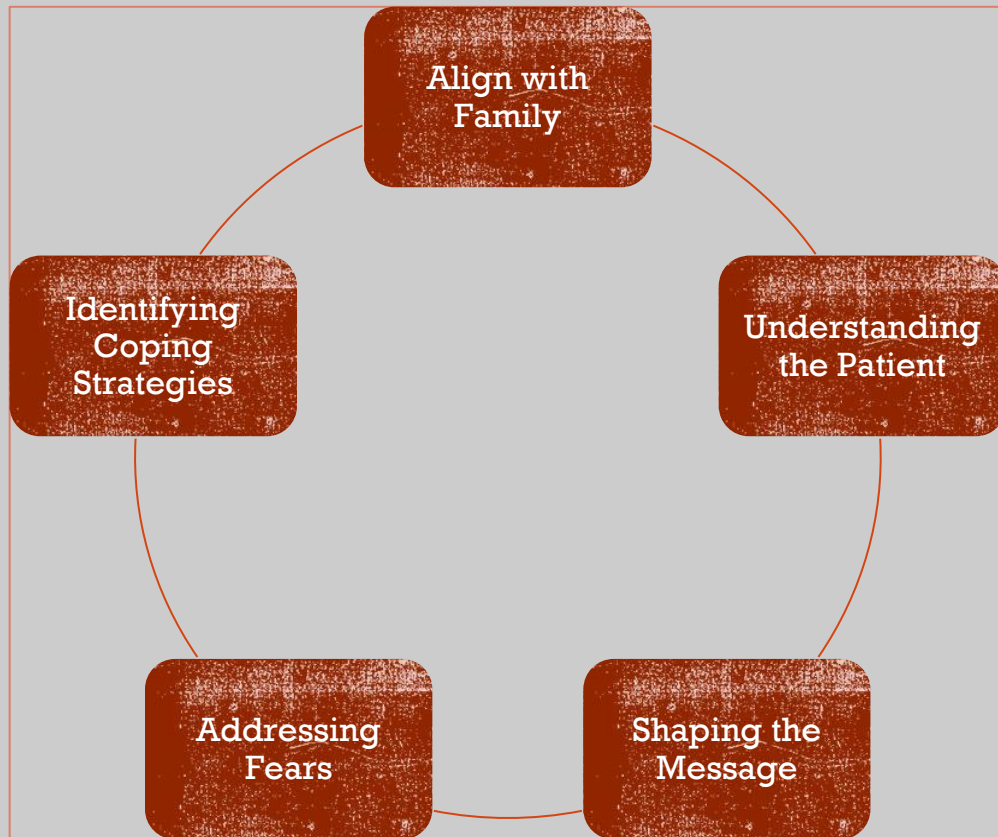 Align with
Family
Understanding
the Patient
Shaping the
Message
Addressing
Fears
Identifying
Coping
Strategies